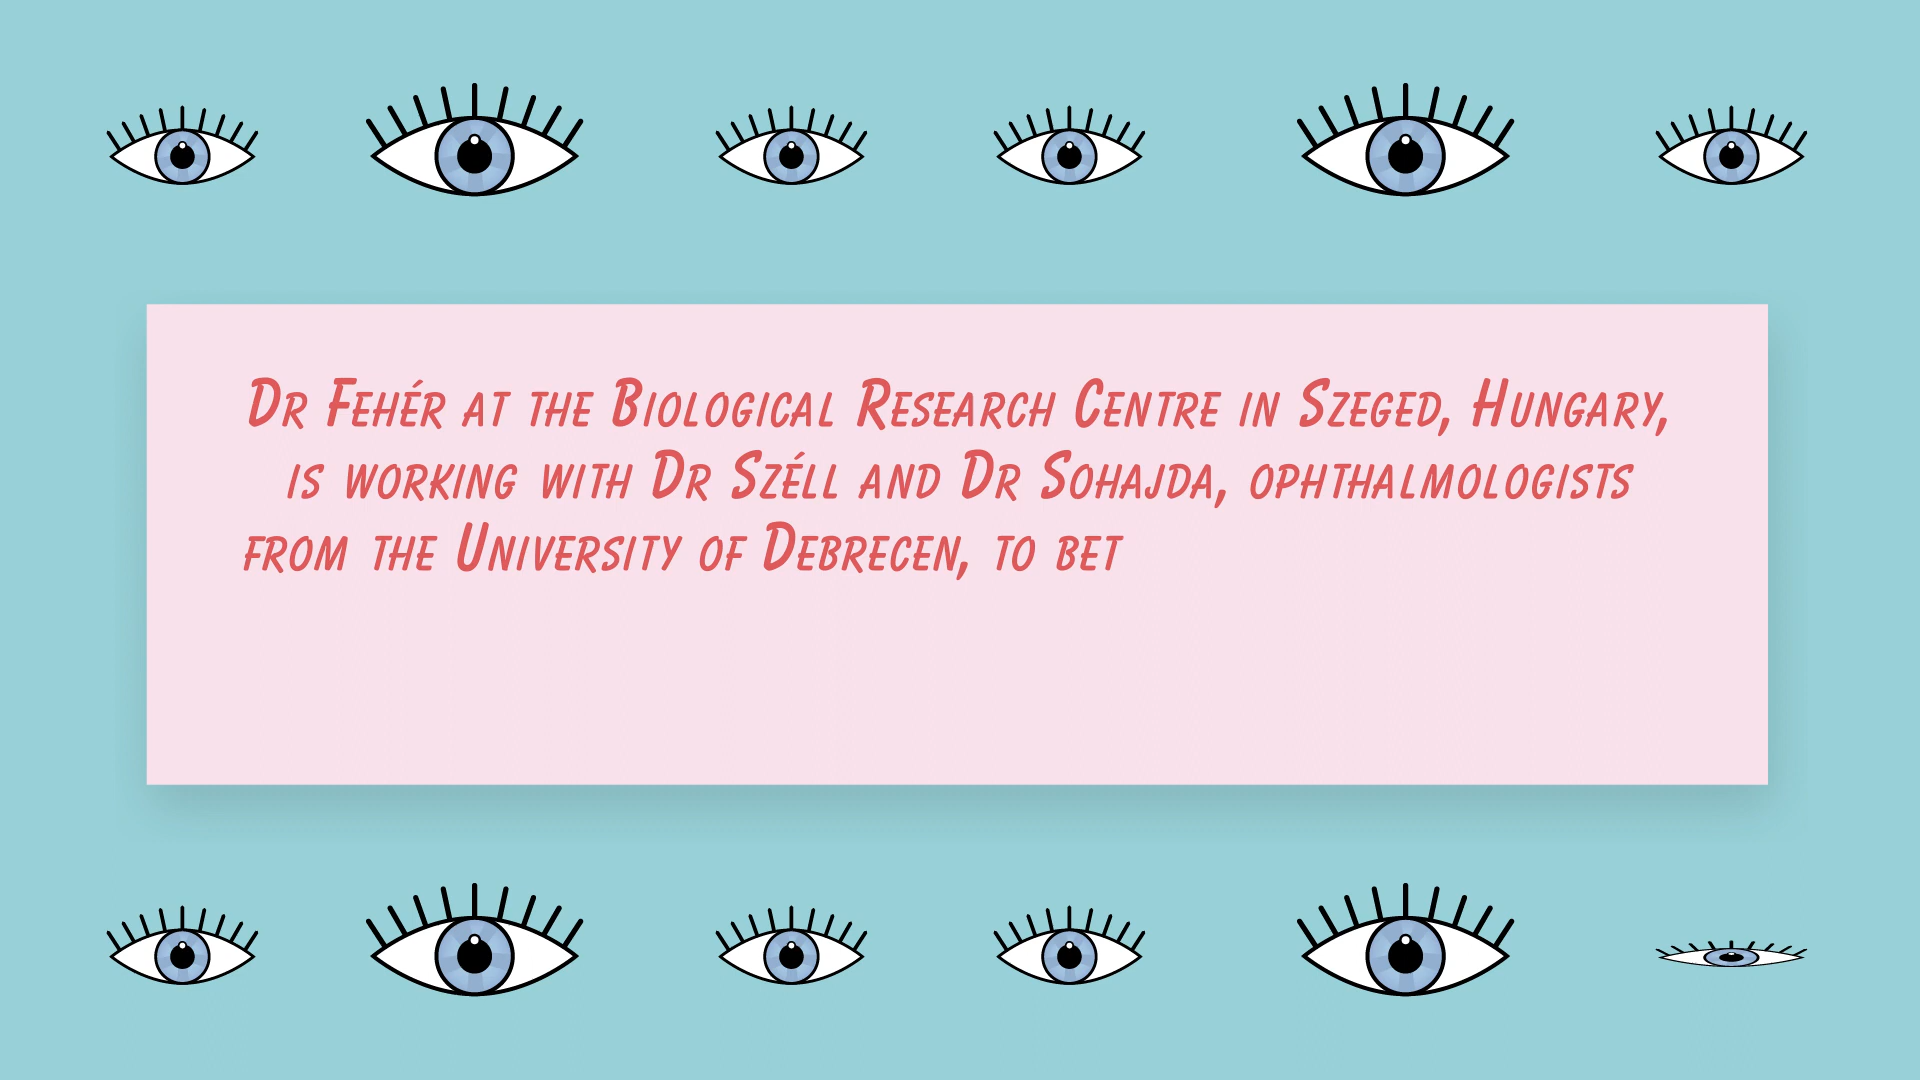 Dr Fehér at the Biological Research Centre in Szeged, Hungary,
is working with Dr Széll and Dr Sohajda, ophthalmologists
from the University of Debrecen, to bet